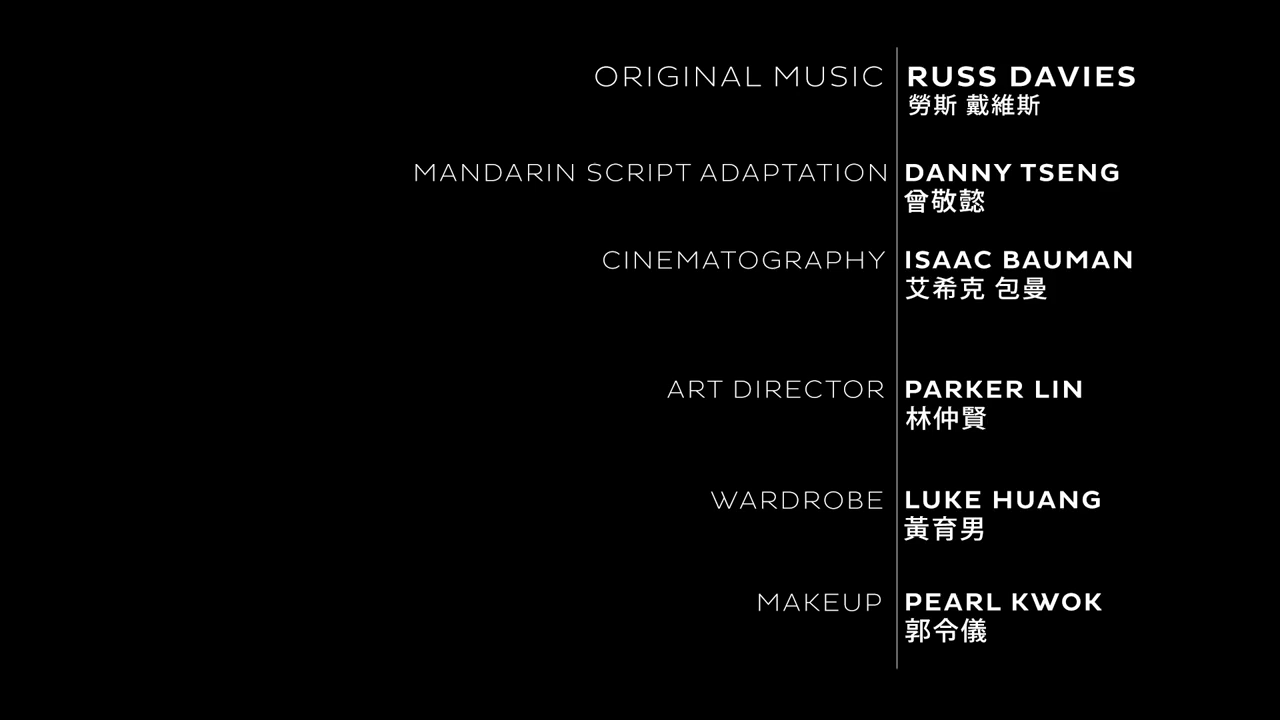 ORIGINAL MUSIC RUSS DAVIES
勞斯 戴維斯
MANDARIN SCRIPT ADAPTATION DANNY TSENG
曾敬懿
CINEMATOGRAPHY ISAAC BAUMAN
艾希克 包曼
ART DIRECTOR PARKER LIN
林仲賢
WARDROBE LUKE HUANG
黃育男
MAKEUP PEARL KWOK
郭令儀